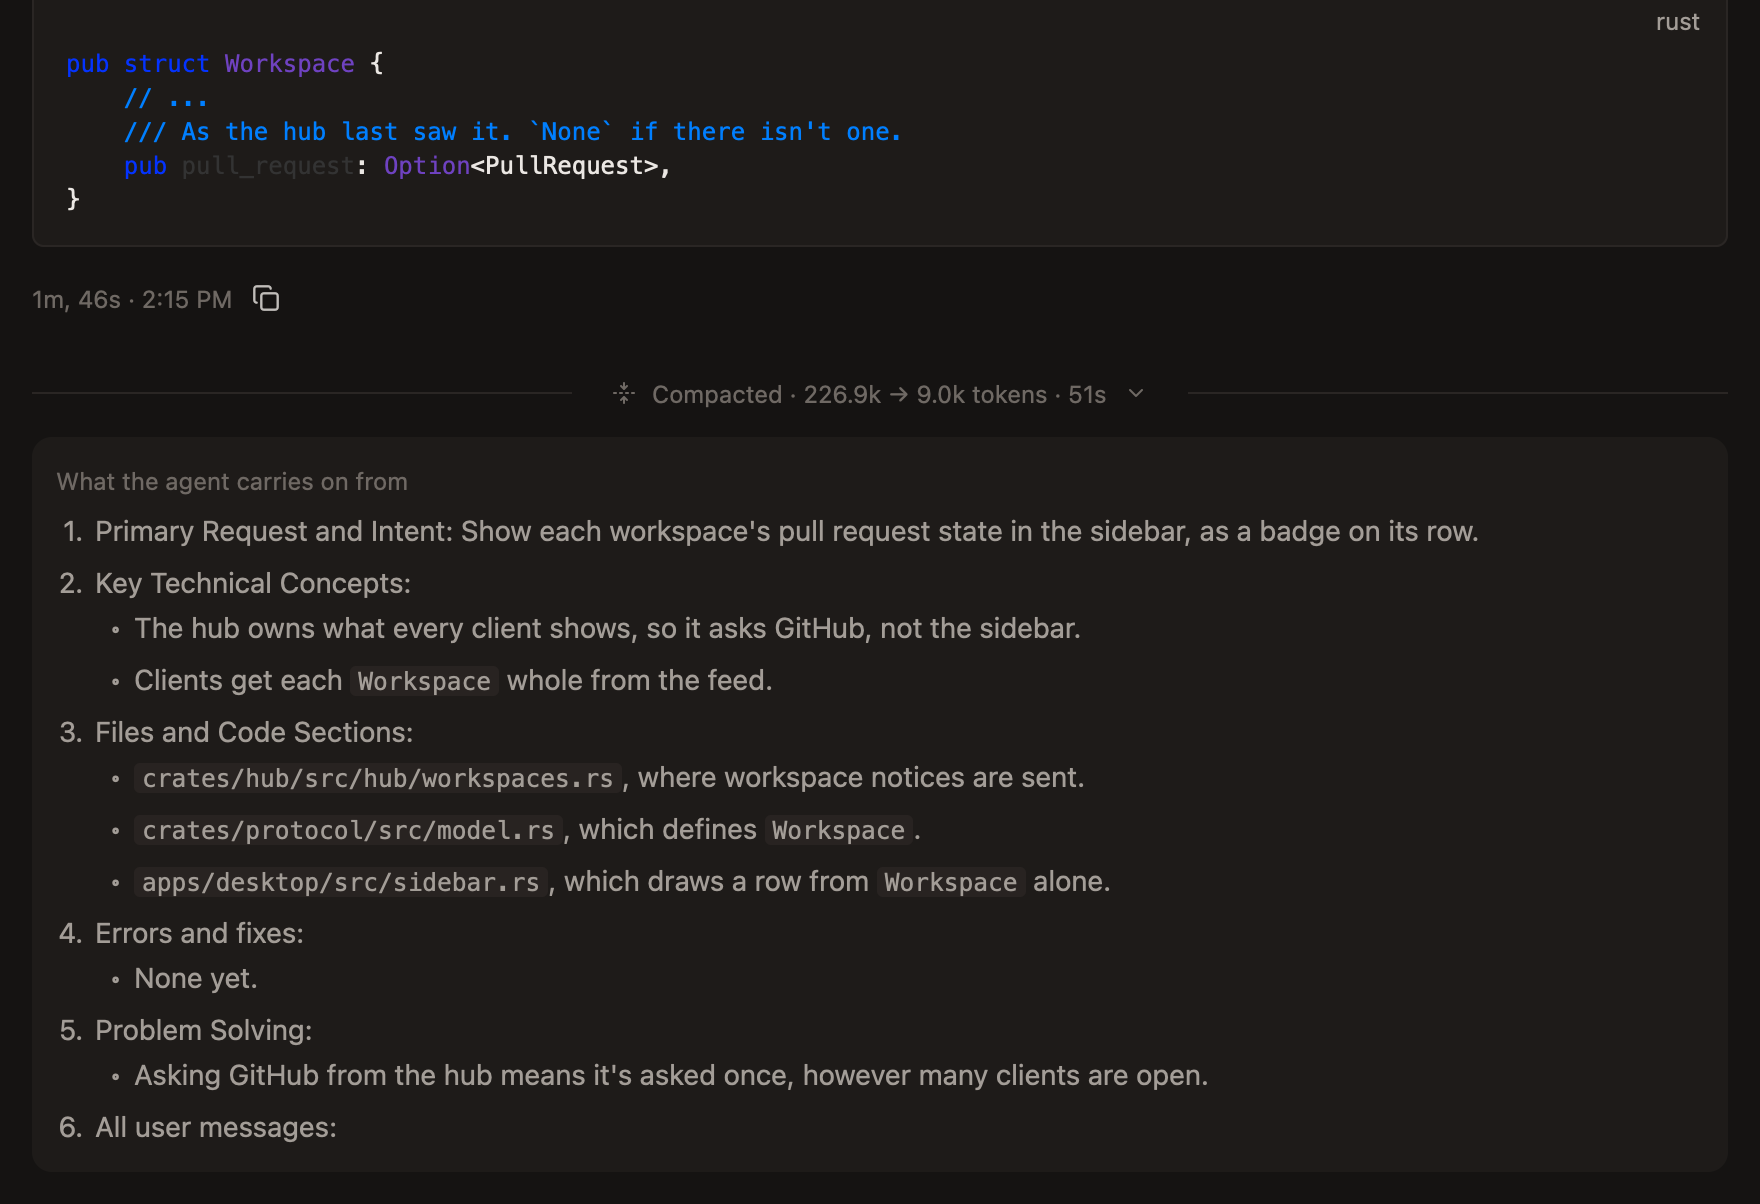 rust
pub struct Workspace {
// ...
/// As the hub last saw it. `None` if there isn't one.
pub pull_request: Option<PullRequest>,
}
1m, 46s · 2:15 PM
Compacted · 226.9k → 9.0k tokens · 51s
What the agent carries on from
1. Primary Request and Intent: Show each workspace's pull request state in the sidebar, as a badge on its row.
2. Key Technical Concepts:
• The hub owns what every client shows, so it asks GitHub, not the sidebar.
• Clients get each Workspace whole from the feed.
3. Files and Code Sections:
• crates/hub/src/hub/workspaces.rs, where workspace notices are sent.
• crates/protocol/src/model.rs, which defines Workspace.
• apps/desktop/src/sidebar.rs, which draws a row from Workspace alone.
4. Errors and fixes:
• None yet.
5. Problem Solving:
• Asking GitHub from the hub means it's asked once, however many clients are open.
6. All user messages: